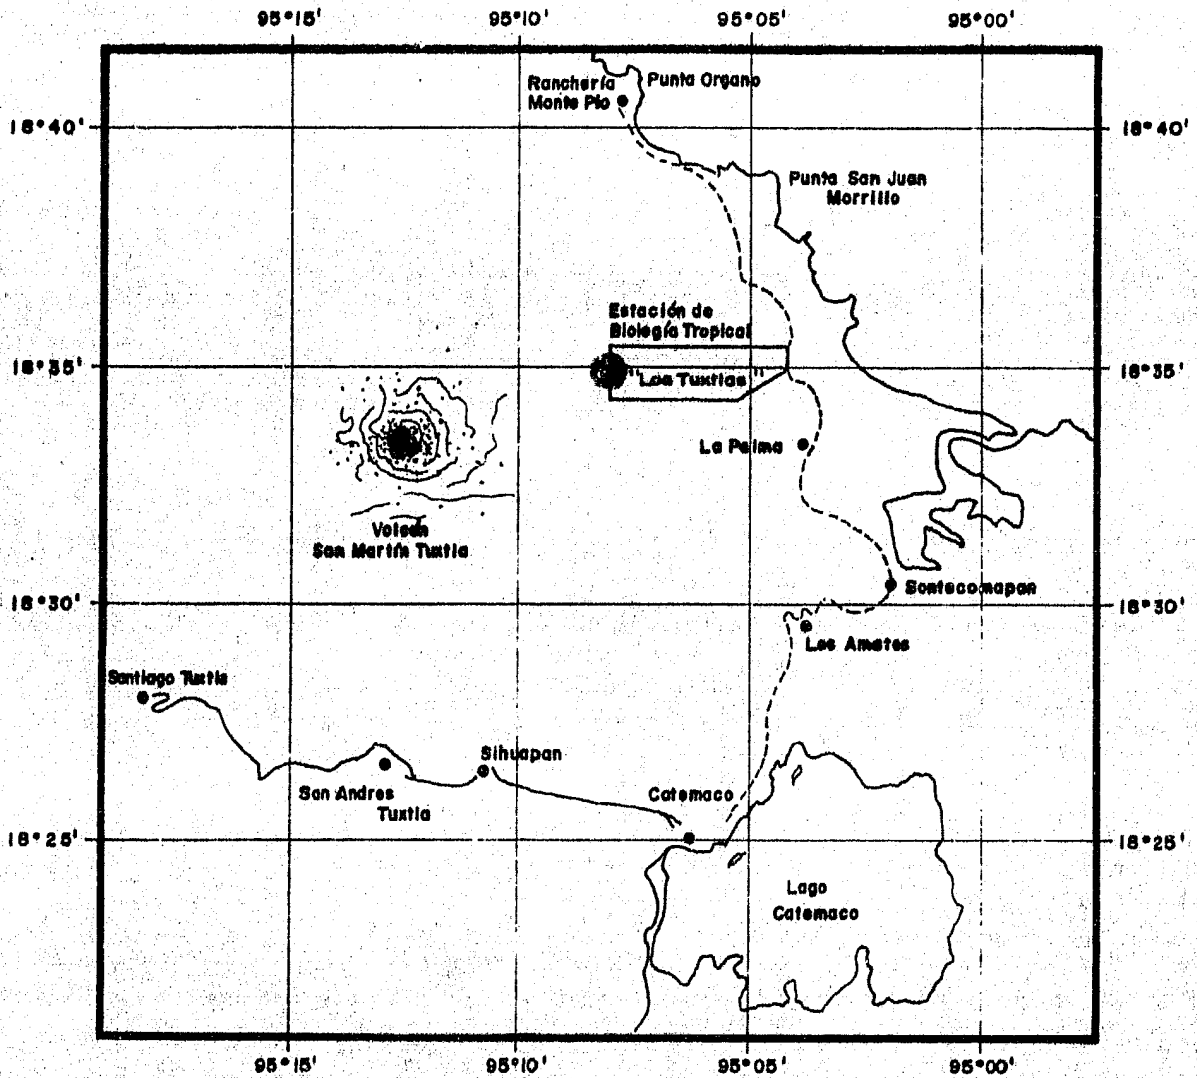 95°15' 95°10' 95°05' 95°00'
Ranchería
Monte Pío
Punta Organo
18°40' 18°40'
Punta San Juan
Morrillo
Estación de
Biología Tropical
18°35' 18°35'
"Los Tuxtlas"
La Palma
Volcán
San Martín Tuxtla
Sontecomapan
18°30' 18°30'
Los Amates
Santiago Tuxtla
Sihuapan
San Andres
Tuxtla
Catemaco
18°25' 18°25'
Lago
Catemaco
95°15' 95°10' 95°05' 95°00'